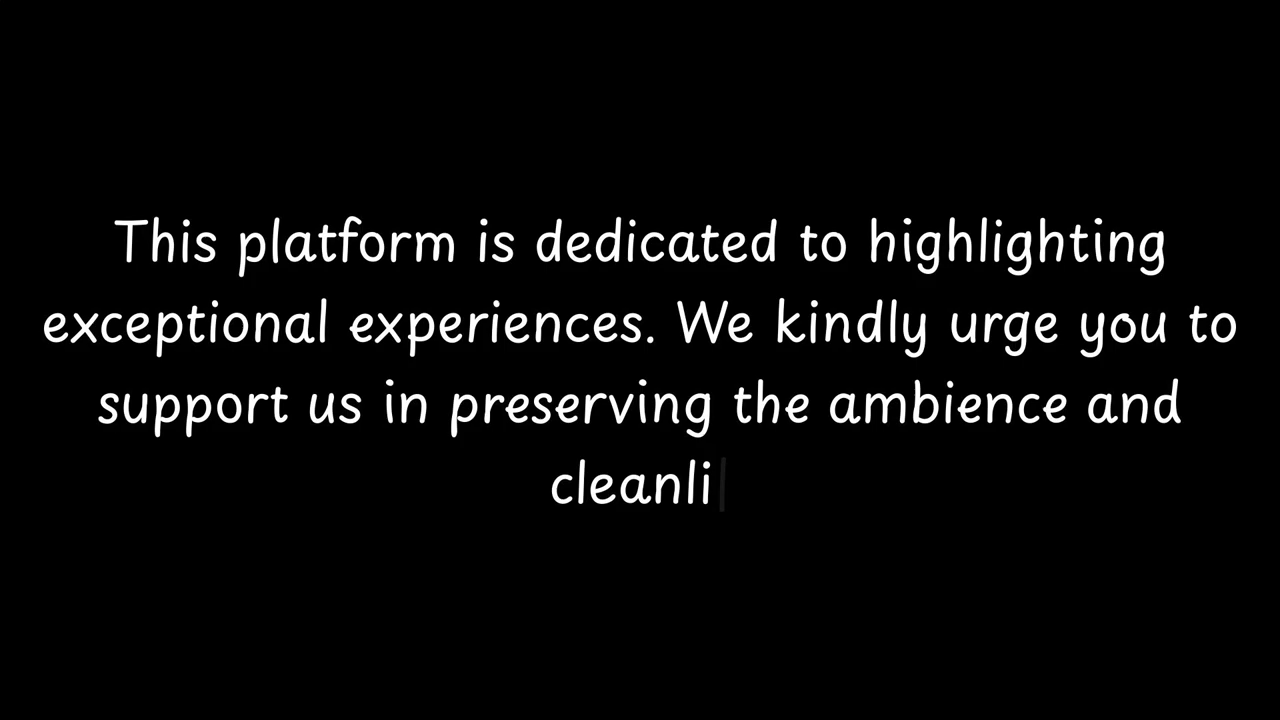 This platform is dedicated to highlighting
exceptional experiences. We kindly urge you to
support us in preserving the ambience and
cleanli